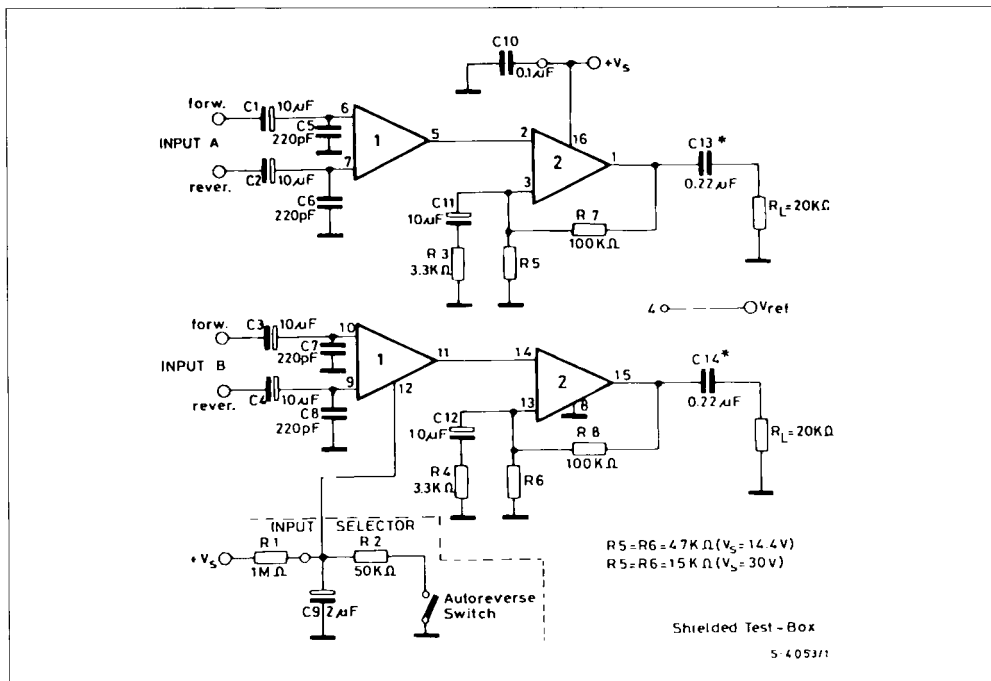 C10
0.1µF
+Vs
forw.
C1
10µF
6
C5
220pF
1
5
INPUT A
7
rever.
C2
10µF
C6
220pF
2
16
2
1
3
C13*
0.22µF
RL=20KΩ
C11
10µF
R3
3.3KΩ
R5
R7
100KΩ
4
Vref
forw.
C3
10µF
10
C7
220pF
1
11
INPUT B
9
12
rever.
C4
10µF
C8
220pF
14
2
15
13
8
C14*
0.22µF
RL=20KΩ
C12
10µF
R4
3.3KΩ
R6
R8
100KΩ
INPUT SELECTOR
+Vs
R1
1MΩ
R2
50KΩ
C9 2µF
Autoreverse
Switch
R5=R6=47KΩ(Vs=14.4V)
R5=R6=15KΩ(Vs=30V)
Shielded Test-Box
S-4053/1